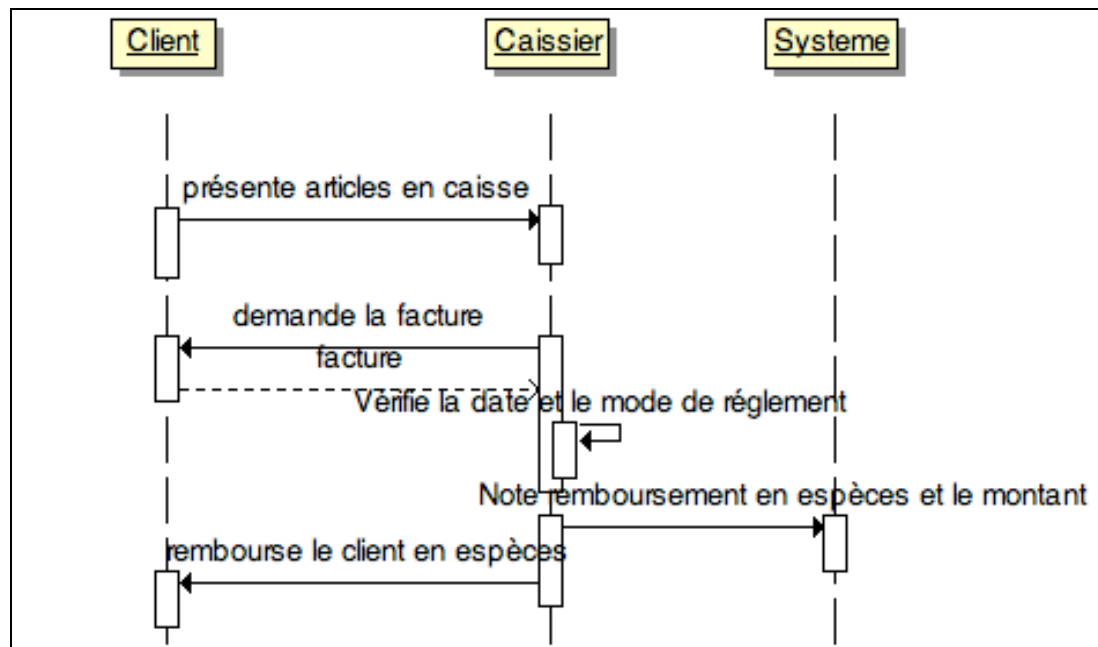 Client
Caissier
Systeme
présente articles en caisse
demande la facture
facture
Vérifie la date et le mode de réglement
Note remboursement en espèces et le montant
rembourse le client en espèces